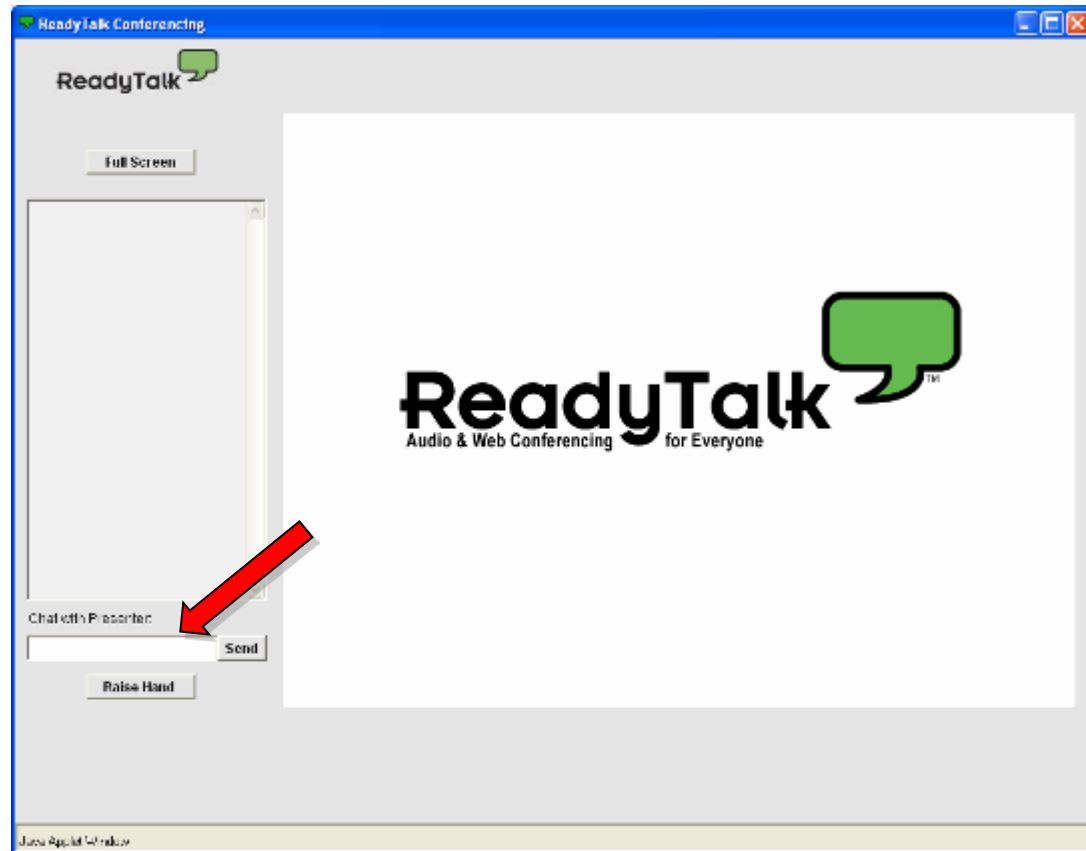 ReadyTalk Conferencing
ReadyTalk
Full Screen
ReadyTalk
TM
Audio & Web Conferencing for Everyone
Chat with Presenter:
Send
Raise Hand
Java Applet Window